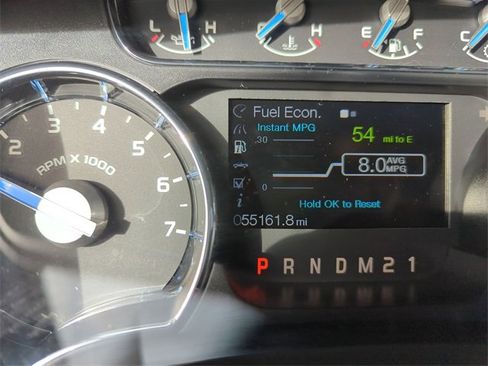 L H
C H
E F
C
Fuel Econ.
Instant MPG
30
0
54 mi to E
8.0 AVG MPG
Hold OK to Reset
055161.8 mi
1 2 3 4 5 6 7
RPM X 1000
P R N D M 2 1